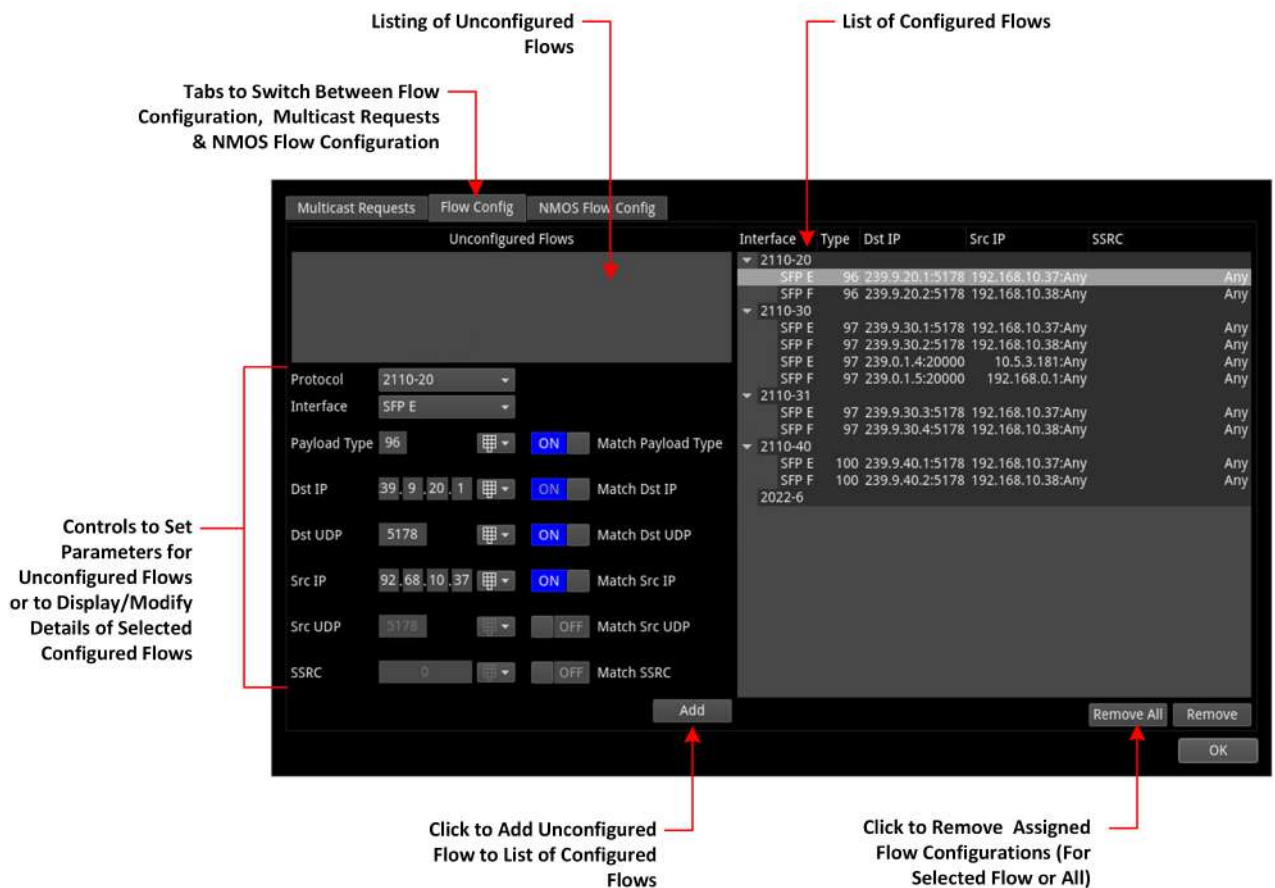 Listing of Unconfigured
Flows
List of Configured Flows
Tabs to Switch Between Flow
Configuration,  Multicast Requests
& NMOS Flow Configuration
Multicast Requests Flow Config NMOS Flow Config
Unconfigured Flows
Interface Type Dst IP Src IP SSRC
2110-20
SFP E 96 239.9.20.1:5178 192.168.10.37:Any Any
SFP F 96 239.9.20.2:5178 192.168.10.38:Any Any
2110-30
SFP E 97 239.9.30.1:5178 192.168.10.37:Any Any
SFP F 97 239.9.30.2:5178 192.168.10.38:Any Any
SFP E 97 239.0.1.4:20000 10.5.3.181:Any Any
SFP F 97 239.0.1.5:20000 192.168.0.1:Any Any
2110-31
SFP E 97 239.9.30.3:5178 192.168.10.37:Any Any
SFP F 97 239.9.30.4:5178 192.168.10.38:Any Any
2110-40
SFP E 100 239.9.40.1:5178 192.168.10.37:Any Any
SFP F 100 239.9.40.2:5178 192.168.10.38:Any Any
2022-6
Protocol 2110-20
Interface SFP E
Payload Type 96 ON Match Payload Type
Dst IP 39 . 9 . 20 . 1 ON Match Dst IP
Dst UDP 5178 ON Match Dst UDP
Src IP 92 . 68 . 10 . 37 ON Match Src IP
Src UDP 5178 OFF Match Src UDP
SSRC 0 OFF Match SSRC
Add
Remove All Remove
OK
Controls to Set
Parameters for
Unconfigured Flows
or to Display/Modify
Details of Selected
Configured Flows
Click to Add Unconfigured
Flow to List of Configured
Flows
Click to Remove  Assigned
Flow Configurations (For
Selected Flow or All)